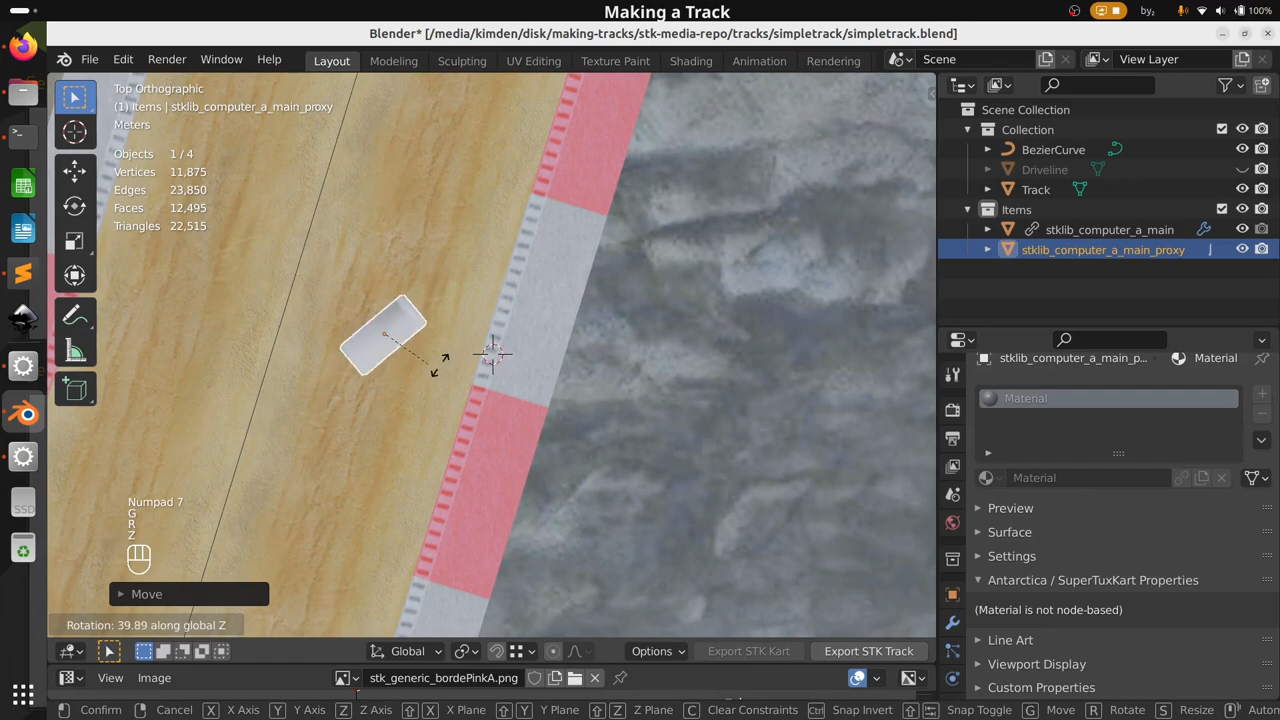 Making a Track
by₂
100%
Blender* [/media/kimden/disk/making-tracks/stk-media-repo/tracks/simpletrack/simpletrack.blend]
File Edit Render Window Help Layout Modeling Sculpting UV Editing Texture Paint Shading Animation Rendering Scene View Layer
Top Orthographic
(1) Items | stklib_computer_a_main_proxy
Meters
Objects 1 / 4
Vertices 11,875
Edges 23,850
Faces 12,495
Triangles 22,515
Scene Collection
Collection
BezierCurve
Driveline
Track
Items
stklib_computer_a_main
stklib_computer_a_main_proxy
stklib_computer_a_main_p... Material
Material
Material
Preview
Surface
Settings
Antarctica / SuperTuxKart Properties
(Material is not node-based)
Line Art
Viewport Display
Custom Properties
Numpad 7
G
R
Z
Move
Rotation: 39.89 along global Z
Global Options Export STK Kart Export STK Track
View Image stk_generic_bordePinkA.png
SSD
Confirm Cancel X X Axis Y Y Axis Z Z Axis X X Plane Y Y Plane Z Z Plane C Clear Constraints Ctrl Snap Invert Snap Toggle G Move R Rotate S Resize Auto